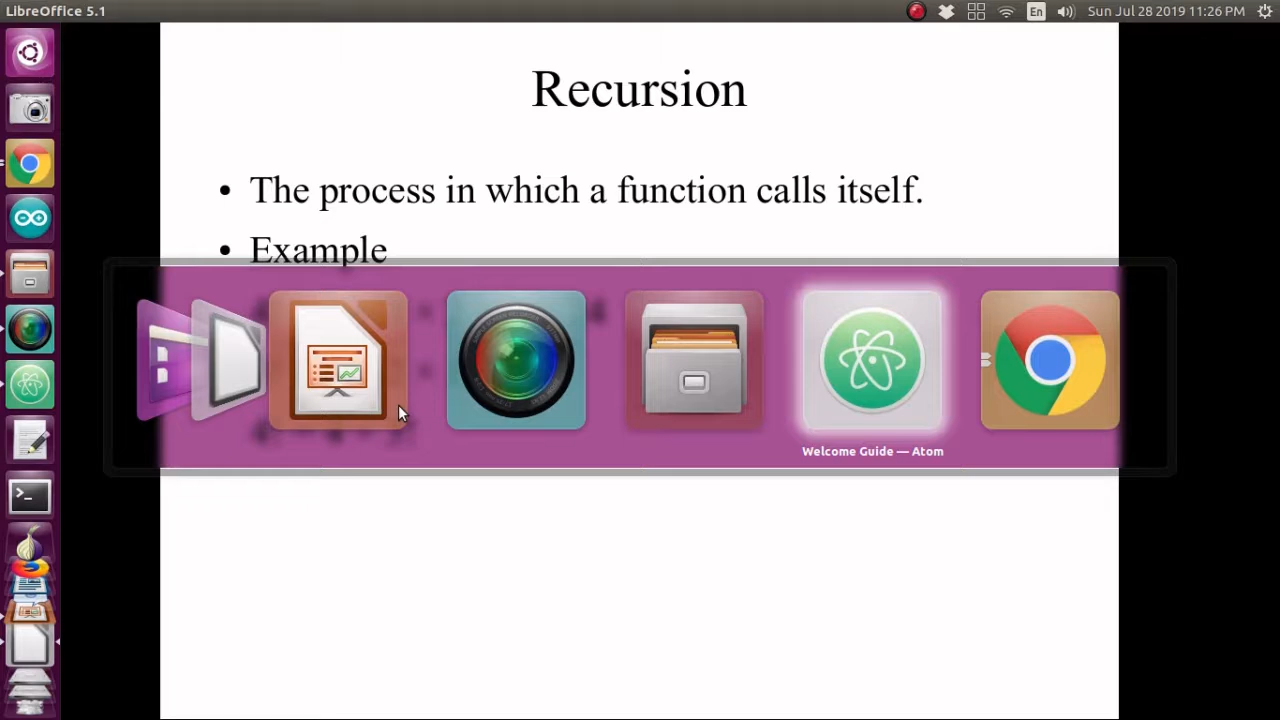 LibreOffice 5.1
En
Sun Jul 28 2019 11:26 PM
Recursion
• The process in which a function calls itself.
• Example
Welcome Guide — Atom